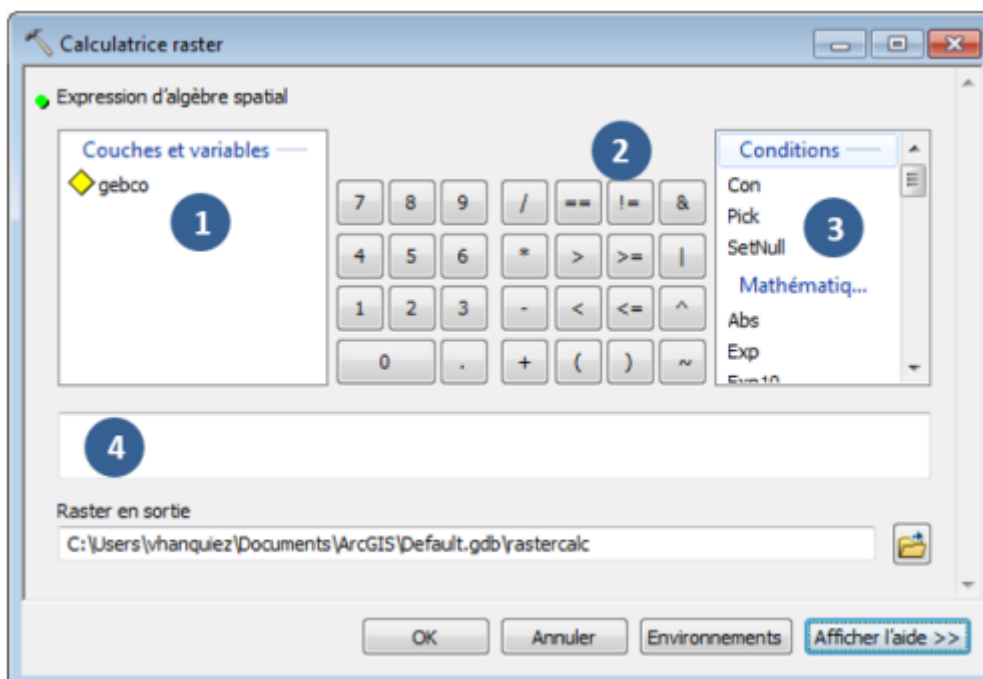 Calculatrice raster
Expression d'algèbre spatial
Couches et variables
gebco
1
7 8 9 / == != &
4 5 6 * > >= |
1 2 3 - < <= ^
0 . + ( ) ~
2
Conditions
Con
Pick
SetNull
3
Mathématiq...
Abs
Exp
Exp10
4
Raster en sortie
C:\Users\vhanquiez\Documents\ArcGIS\Default.gdb\rastercalc
OK Annuler Environnements Afficher l'aide >>